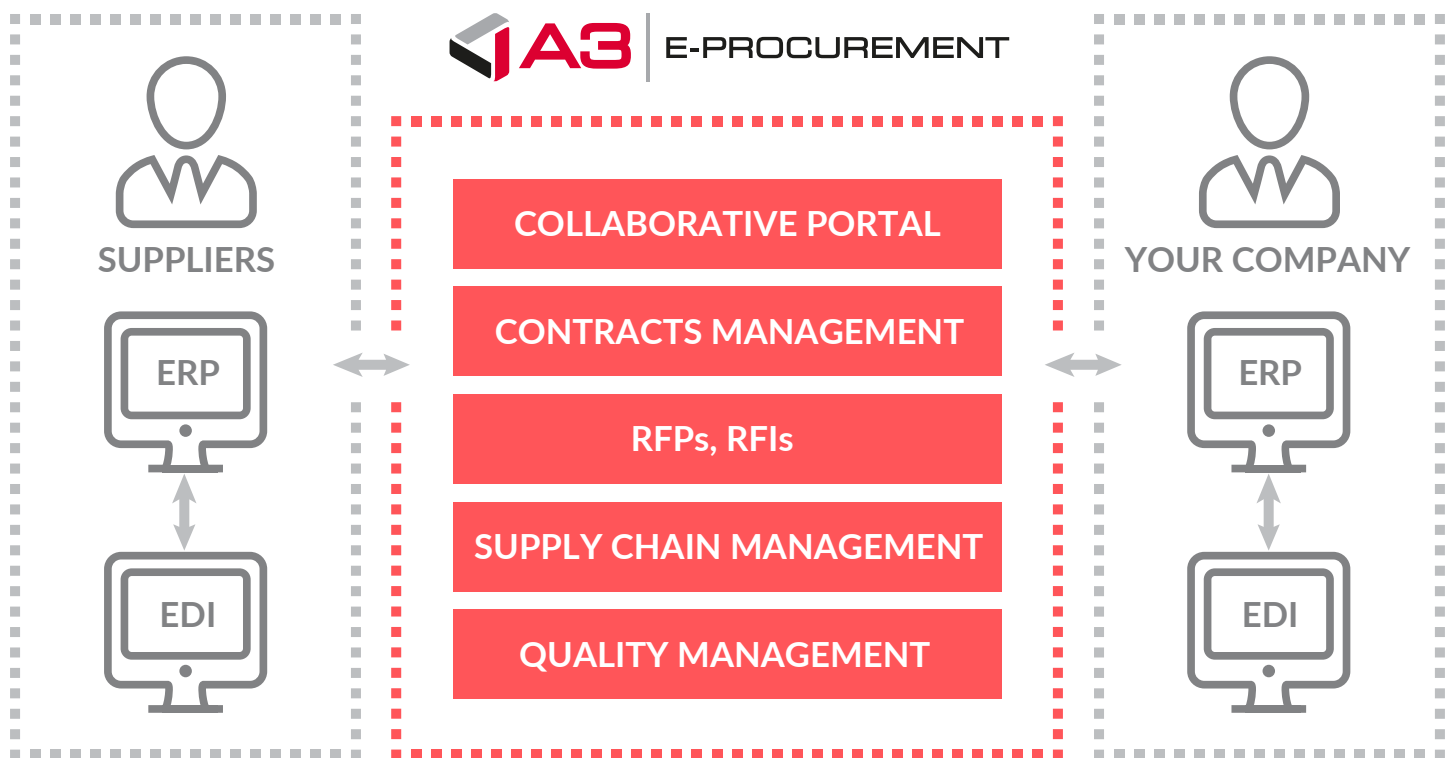 A3 E-PROCUREMENT
SUPPLIERS
ERP
EDI
COLLABORATIVE PORTAL
CONTRACTS MANAGEMENT
RFPs, RFIs
SUPPLY CHAIN MANAGEMENT
QUALITY MANAGEMENT
YOUR COMPANY
ERP
EDI